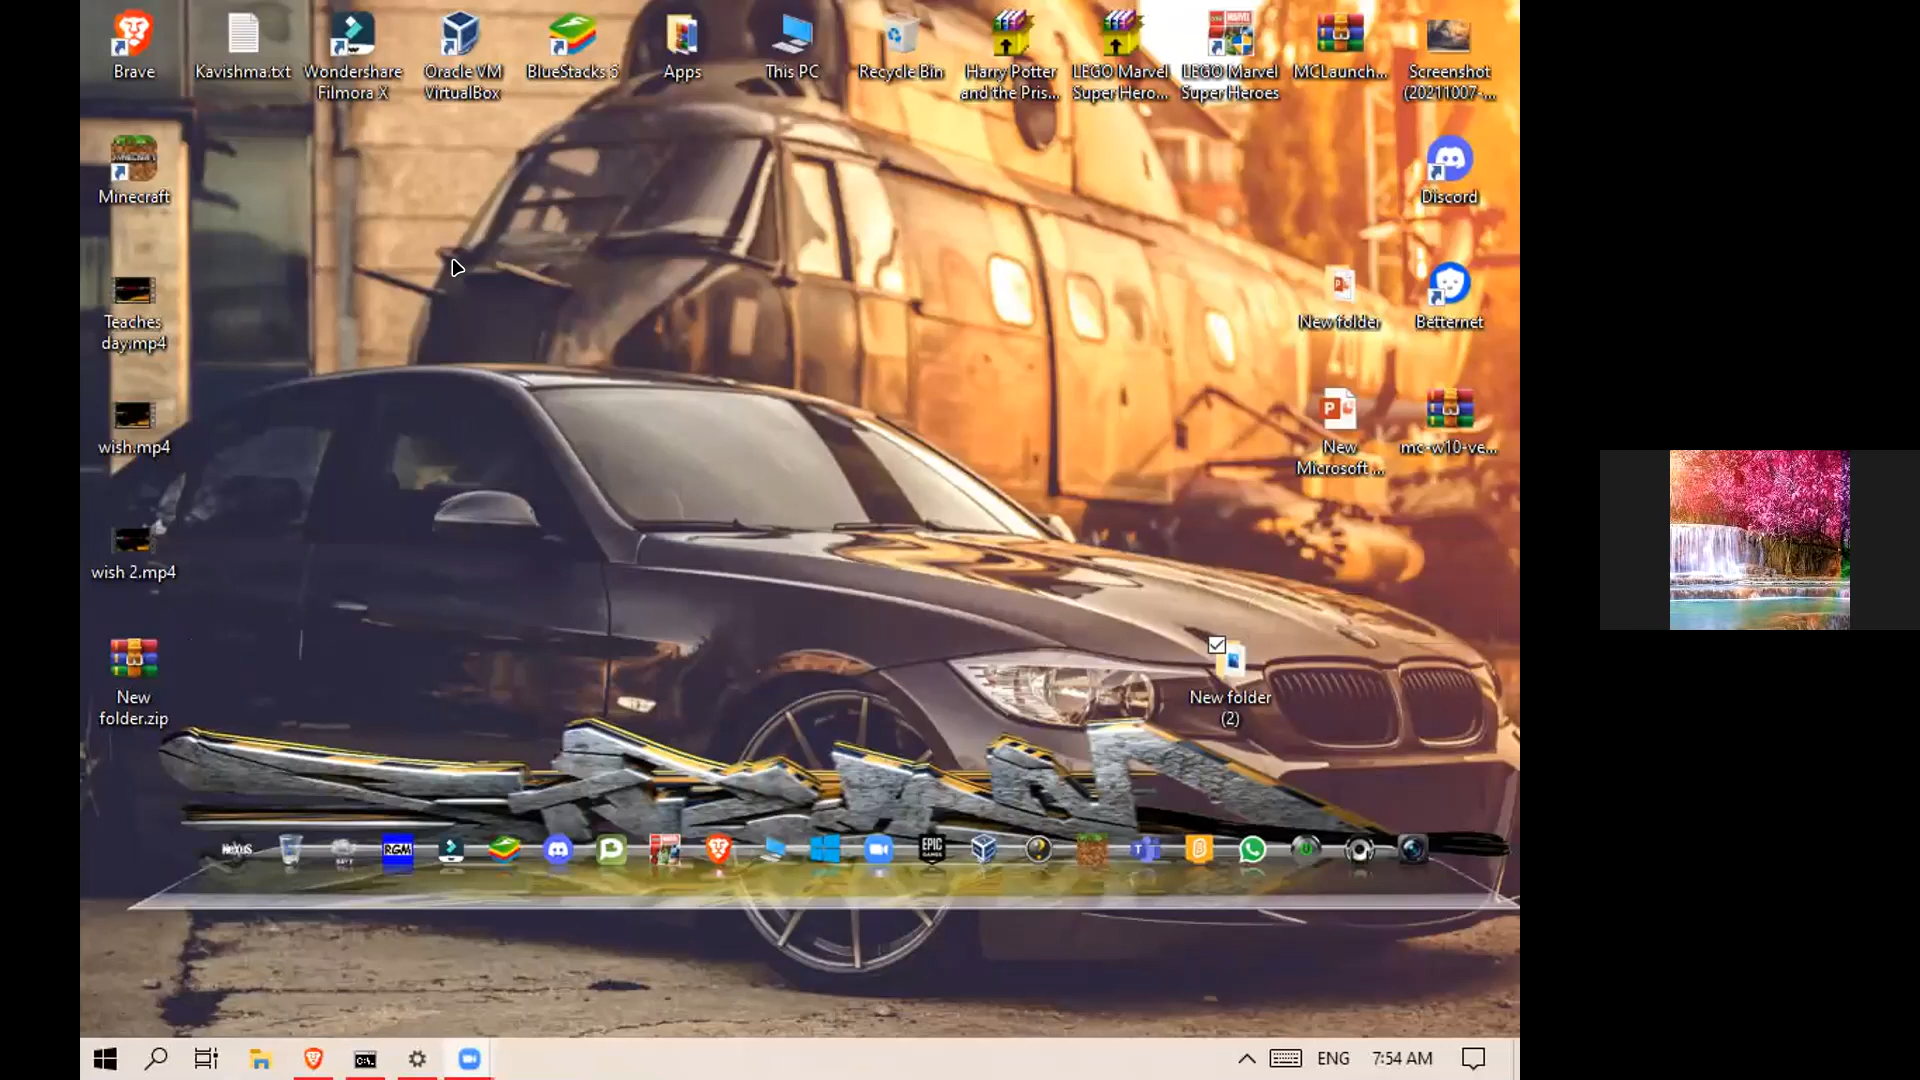 Brave
Kavishma.txt
Wondershare
Filmora X
Oracle VM
VirtualBox
BlueStacks 5
Apps
This PC
Recycle Bin
Harry Potter
and the Pris...
LEGO Marvel
Super Hero...
LEGO Marvel
Super Heroes
MCLaunch...
Screenshot
(20211007-...
Minecraft
Discord
Teaches
day.mp4
New folder
Betternet
wish.mp4
New
Microsoft ...
mc-w10-ve...
wish 2.mp4
New
folder.zip
New folder
(2)
NeXuS
RGM
EPIC
GAMES
ENG
7:54 AM